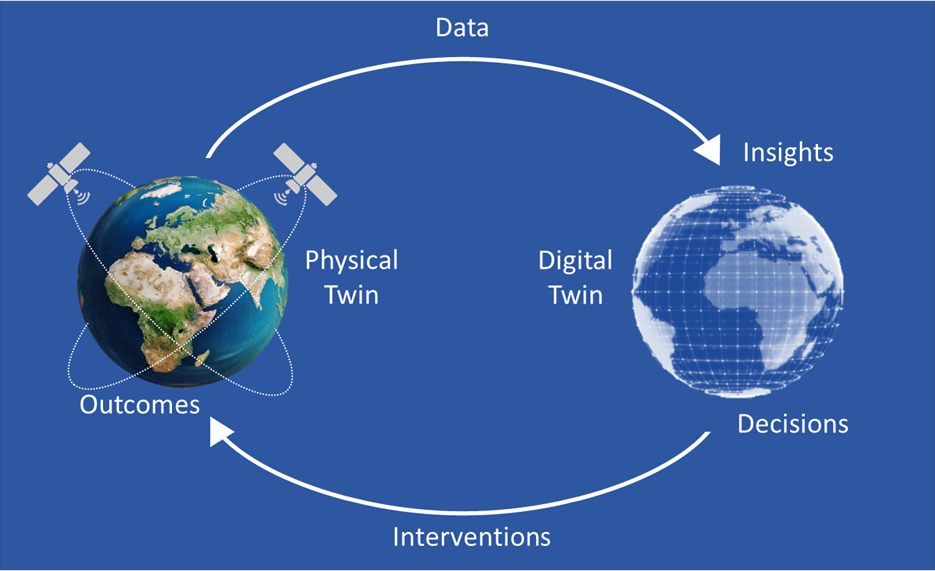 Data
Insights
Physical
Twin
Digital
Twin
Outcomes
Decisions
Interventions